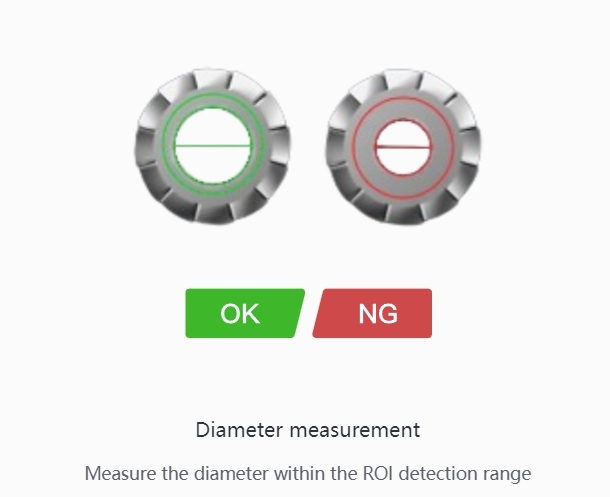 OK
NG
Diameter measurement
Measure the diameter within the ROI detection range